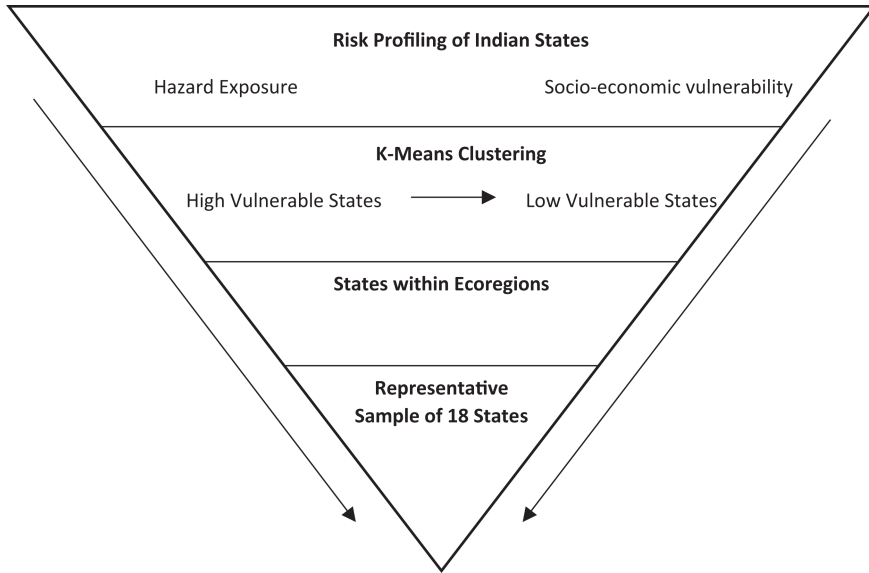 Risk Profiling of Indian States
Hazard Exposure
Socio-economic vulnerability
K-Means Clustering
High Vulnerable States
Low Vulnerable States
States within Ecoregions
Representative
Sample of 18 States